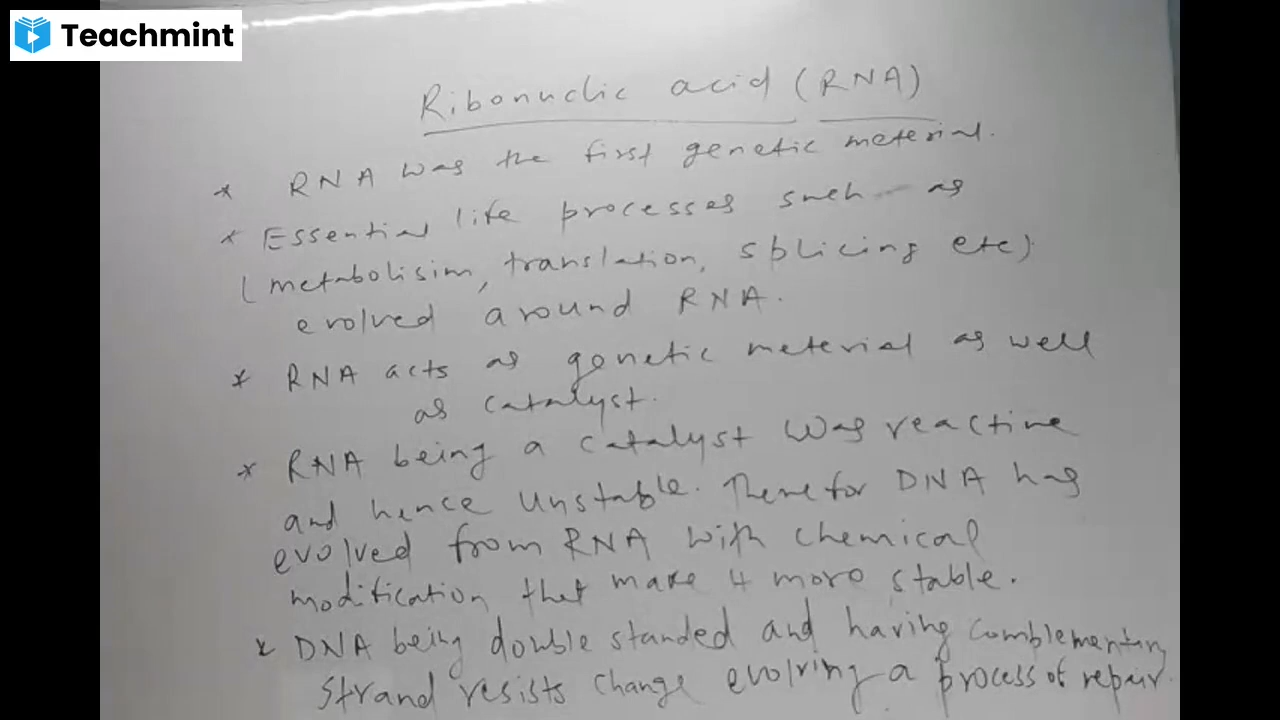 Teachmint
Ribonuclic acid (RNA)
* RNA was the first genetic meterial.
* Essential life processes such as
(metabolisim, translation, splicing etc)
evolved around RNA.
* RNA acts as genetic meterial as well
as catalyst.
* RNA being a catalyst was reactive
and hence unstable. Therefor DNA has
evolved from RNA with chemical
modification that make it more stable.
* DNA being double standed and having complementary
strand resists change evolving a process of repair.